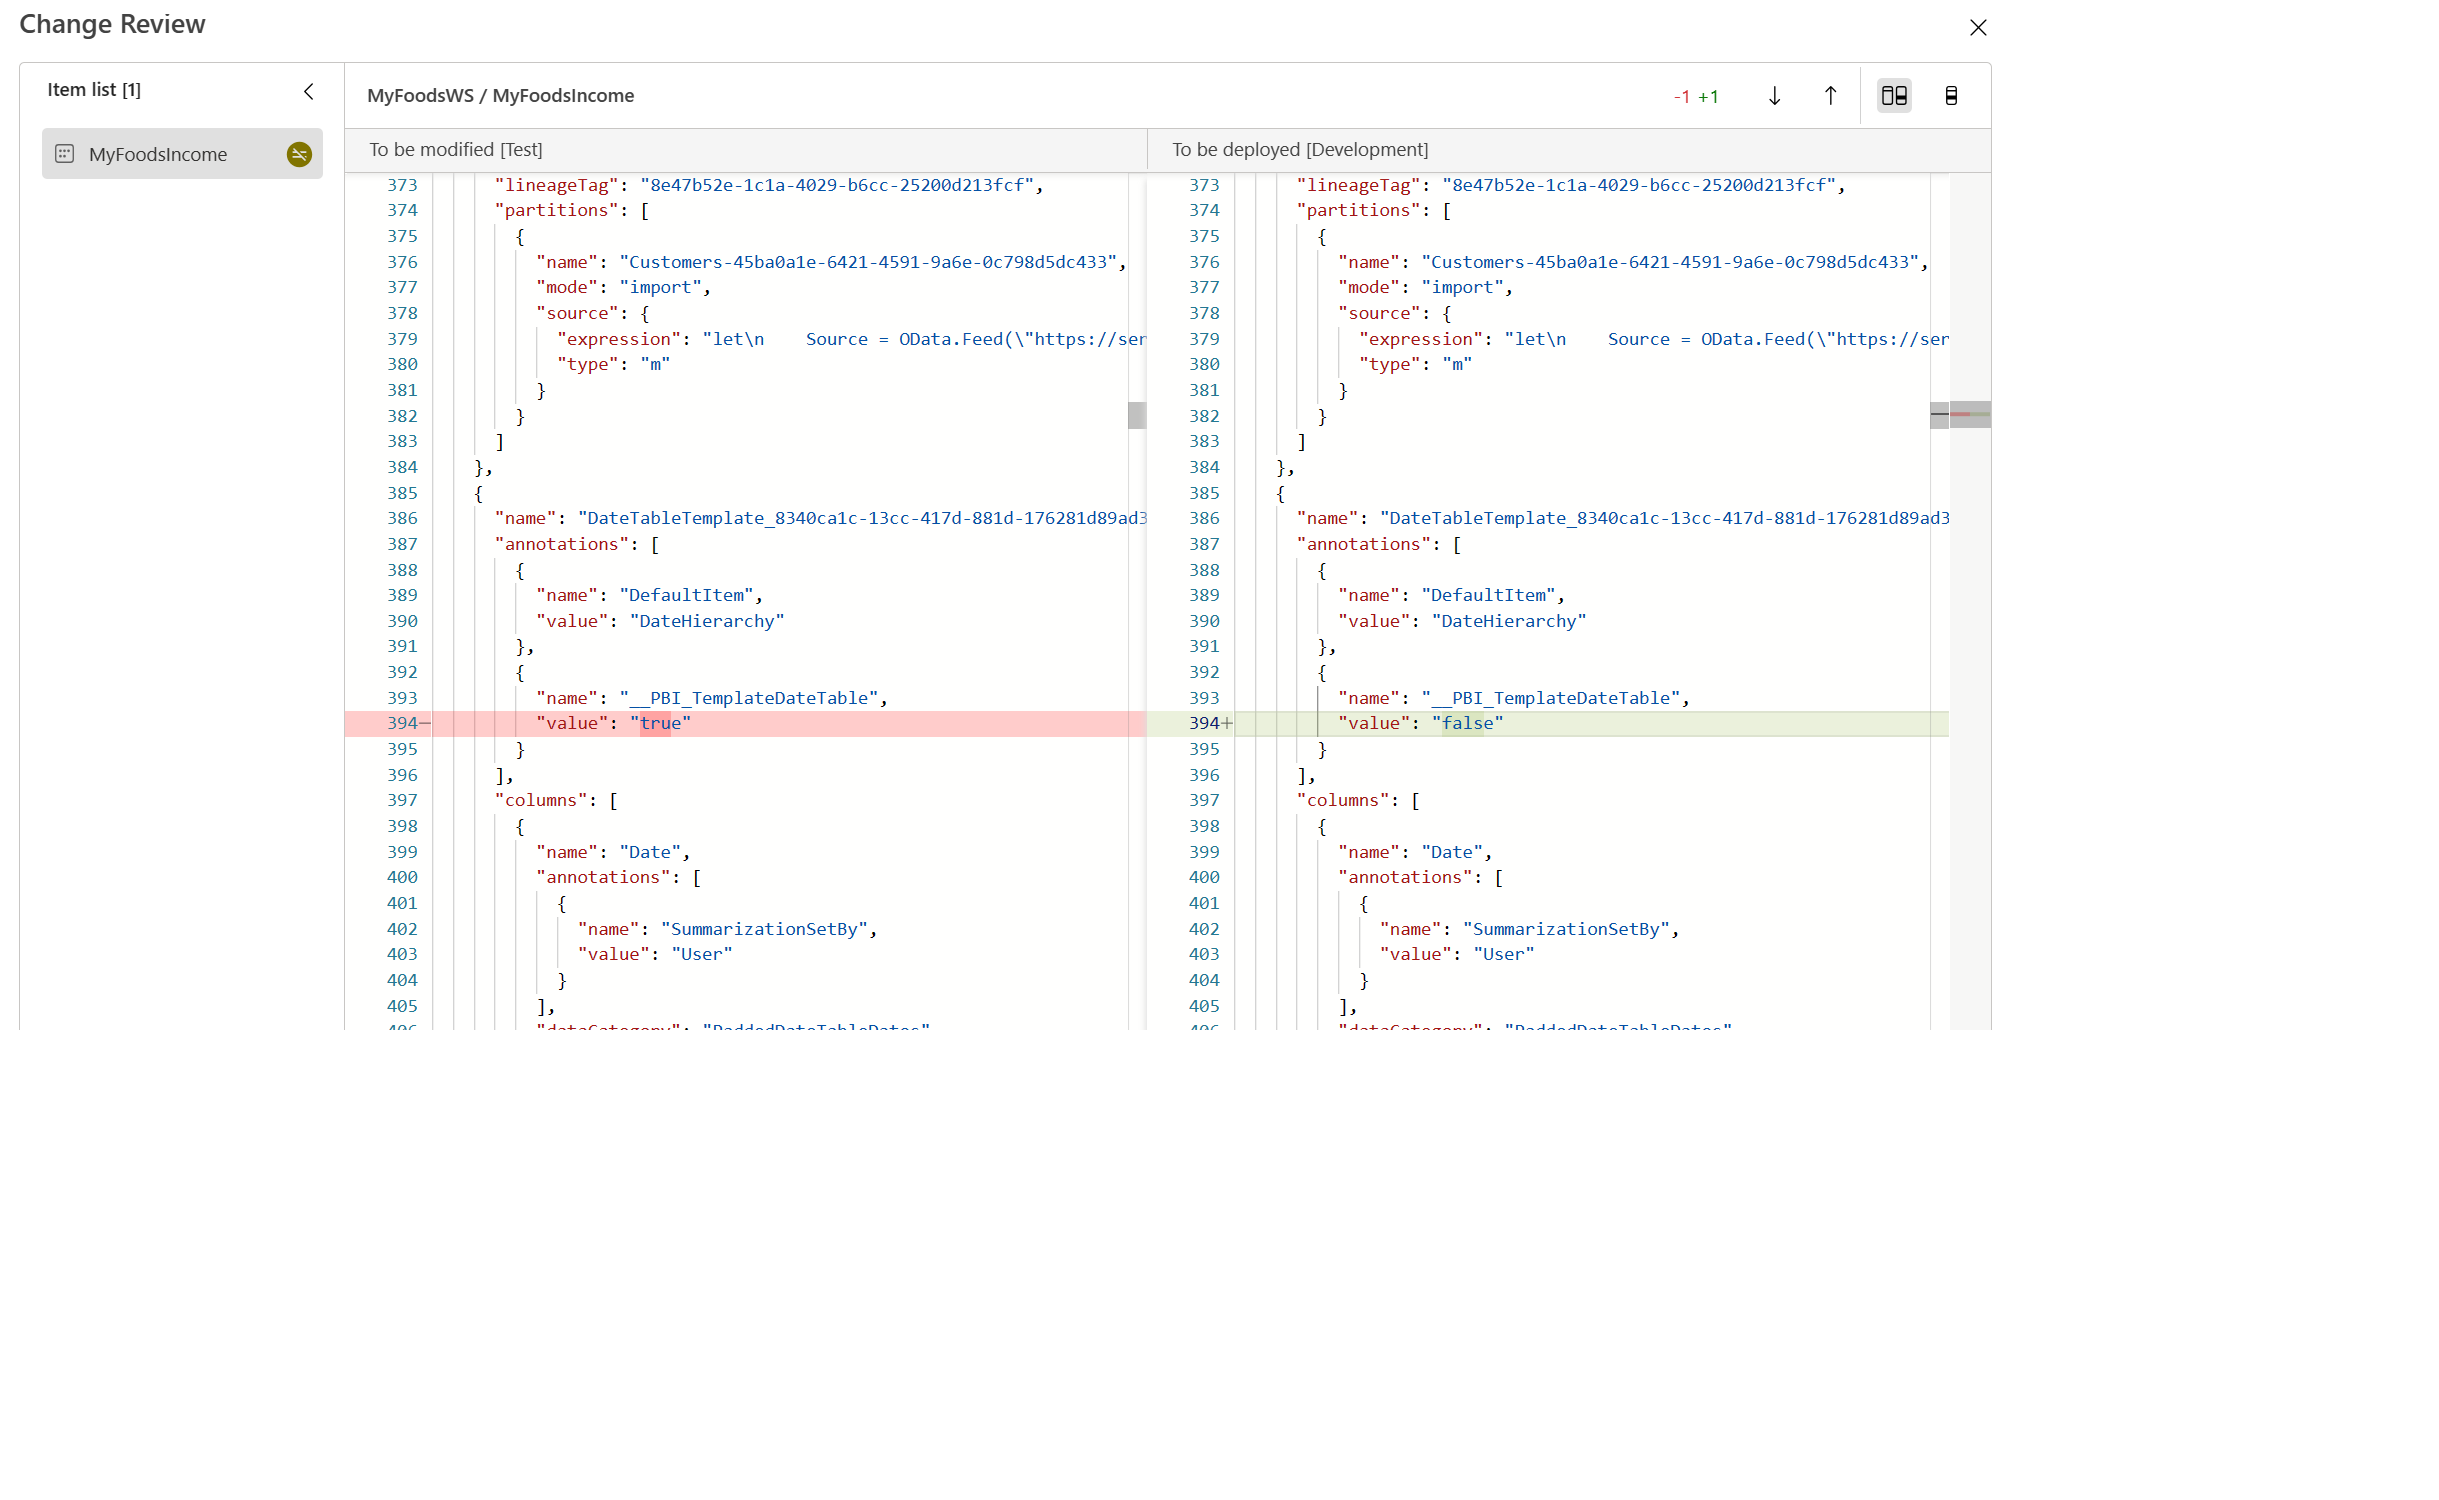 Change Review
Item list [1]
MyFoodsIncome
MyFoodsWS / MyFoodsIncome
-1 +1
To be modified [Test]
373 "lineageTag": "8e47b52e-1c1a-4029-b6cc-25200d213fcf",
374 "partitions": [
375 {
376 "name": "Customers-45ba0a1e-6421-4591-9a6e-0c798d5dc433",
377 "mode": "import",
378 "source": {
379 "expression": "let\n    Source = OData.Feed(\"https://ser
380 "type": "m"
381 }
382 }
383 ]
384 },
385 {
386 "name": "DateTableTemplate_8340ca1c-13cc-417d-881d-176281d89ad3
387 "annotations": [
388 {
389 "name": "DefaultItem",
390 "value": "DateHierarchy"
391 },
392 {
393 "name": "__PBI_TemplateDateTable",
394- "value": "true"
395 }
396 ],
397 "columns": [
398 {
399 "name": "Date",
400 "annotations": [
401 {
402 "name": "SummarizationSetBy",
403 "value": "User"
404 }
405 ],
406 "dataCategory": "PaddedDateTableDates"
To be deployed [Development]
373 "lineageTag": "8e47b52e-1c1a-4029-b6cc-25200d213fcf",
374 "partitions": [
375 {
376 "name": "Customers-45ba0a1e-6421-4591-9a6e-0c798d5dc433",
377 "mode": "import",
378 "source": {
379 "expression": "let\n    Source = OData.Feed(\"https://ser
380 "type": "m"
381 }
382 }
383 ]
384 },
385 {
386 "name": "DateTableTemplate_8340ca1c-13cc-417d-881d-176281d89ad3
387 "annotations": [
388 {
389 "name": "DefaultItem",
390 "value": "DateHierarchy"
391 },
392 {
393 "name": "__PBI_TemplateDateTable",
394+ "value": "false"
395 }
396 ],
397 "columns": [
398 {
399 "name": "Date",
400 "annotations": [
401 {
402 "name": "SummarizationSetBy",
403 "value": "User"
404 }
405 ],
406 "dataCategory": "PaddedDateTableDates"